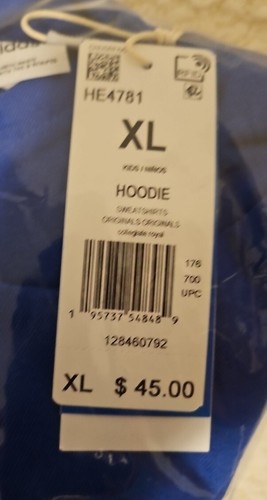 HE4781
XL
KIDS / NIÑOS
HOODIE
SWEATSHIRTS
ORIGINALS ORIGINALS
collegiate royal
176
700
UPC
1 95737 54848 9
128460792
XL $ 45.00